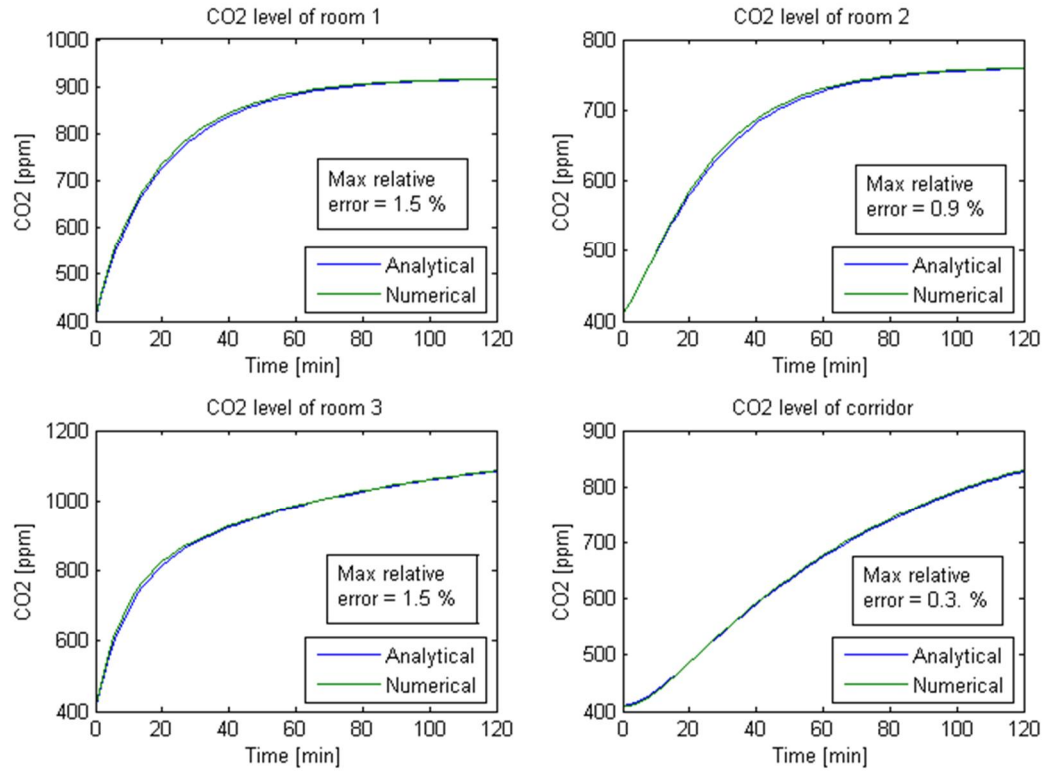 CO2 level of room 1
1000
900
800
700
600
500
400
CO2 [ppm]
0 20 40 60 80 100 120
Time [min]
Max relative
error = 1.5 %
Analytical
Numerical
CO2 level of room 2
800
700
600
500
400
CO2 [ppm]
0 20 40 60 80 100 120
Time [min]
Max relative
error = 0.9 %
Analytical
Numerical
CO2 level of room 3
1200
1000
800
600
400
CO2 [ppm]
0 20 40 60 80 100 120
Time [min]
Max relative
error = 1.5 %
Analytical
Numerical
CO2 level of corridor
900
800
700
600
500
400
CO2 [ppm]
0 20 40 60 80 100 120
Time [min]
Max relative
error = 0.3. %
Analytical
Numerical